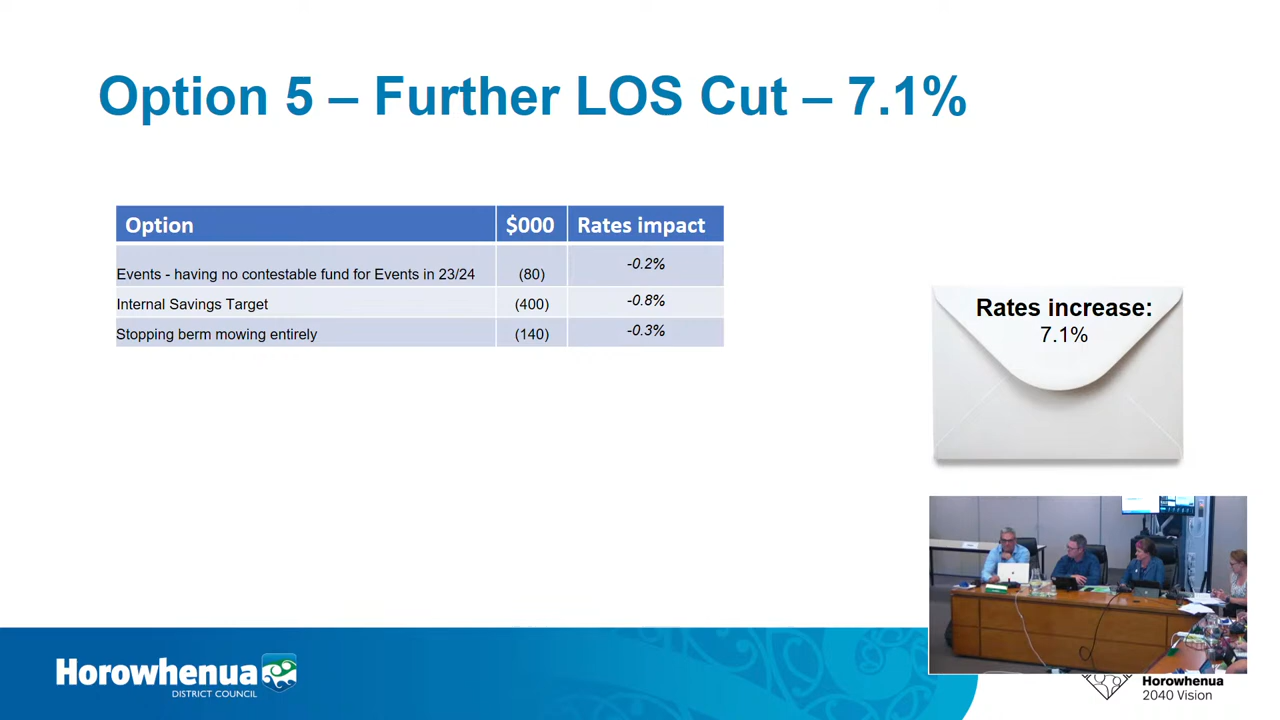 Option 5 – Further LOS Cut – 7.1%
Option $000 Rates impact
Events - having no contestable fund for Events in 23/24 (80) -0.2%
Internal Savings Target (400) -0.8%
Stopping berm mowing entirely (140) -0.3%
Rates increase:
7.1%
Horowhenua
DISTRICT COUNCIL
Horowhenua
2040 Vision